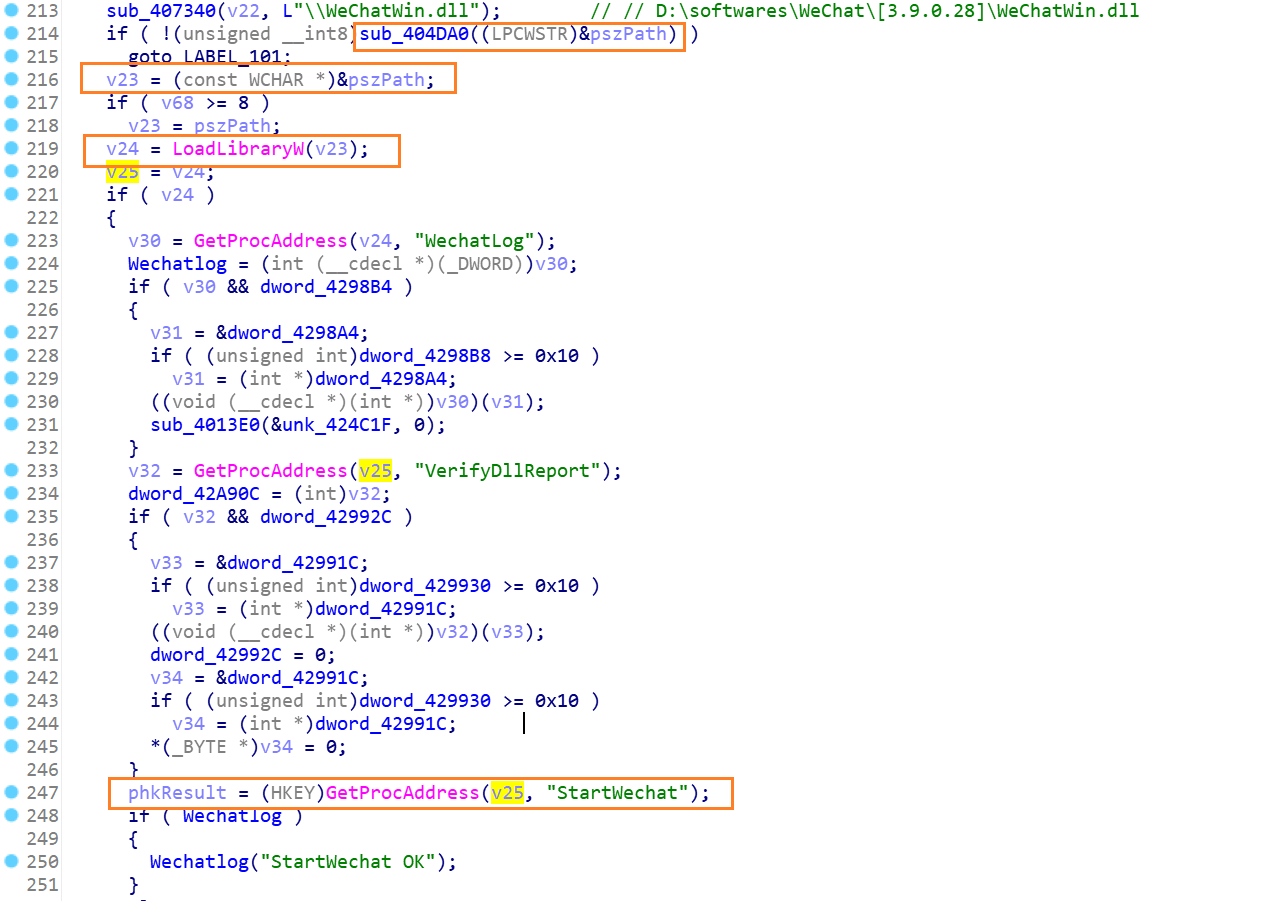 213 sub_407340(v22, L"\\WeChatWin.dll"); // // D:\softwares\WeChat\[3.9.0.28]\WeChatWin.dll
214 if ( !(unsigned __int8)sub_404DA0((LPCWSTR)&pszPath) )
215 goto LABEL_101;
216 v23 = (const WCHAR *)&pszPath;
217 if ( v68 >= 8 )
218 v23 = pszPath;
219 v24 = LoadLibraryW(v23);
220 v25 = v24;
221 if ( v24 )
222 {
223 v30 = GetProcAddress(v24, "WechatLog");
224 Wechatlog = (int (__cdecl *)(_DWORD))v30;
225 if ( v30 && dword_4298B4 )
226 {
227 v31 = &dword_4298A4;
228 if ( (unsigned int)dword_4298B8 >= 0x10 )
229 v31 = (int *)dword_4298A4;
230 ((void (__cdecl *)(int *))v30)(v31);
231 sub_4013E0(&unk_424C1F, 0);
232 }
233 v32 = GetProcAddress(v25, "VerifyDllReport");
234 dword_42A90C = (int)v32;
235 if ( v32 && dword_42992C )
236 {
237 v33 = &dword_42991C;
238 if ( (unsigned int)dword_429930 >= 0x10 )
239 v33 = (int *)dword_42991C;
240 ((void (__cdecl *)(int *))v32)(v33);
241 dword_42992C = 0;
242 v34 = &dword_42991C;
243 if ( (unsigned int)dword_429930 >= 0x10 )
244 v34 = (int *)dword_42991C;
245 *(_BYTE *)v34 = 0;
246 }
247 phkResult = (HKEY)GetProcAddress(v25, "StartWechat");
248 if ( Wechatlog )
249 {
250 Wechatlog("StartWechat OK");
251 }